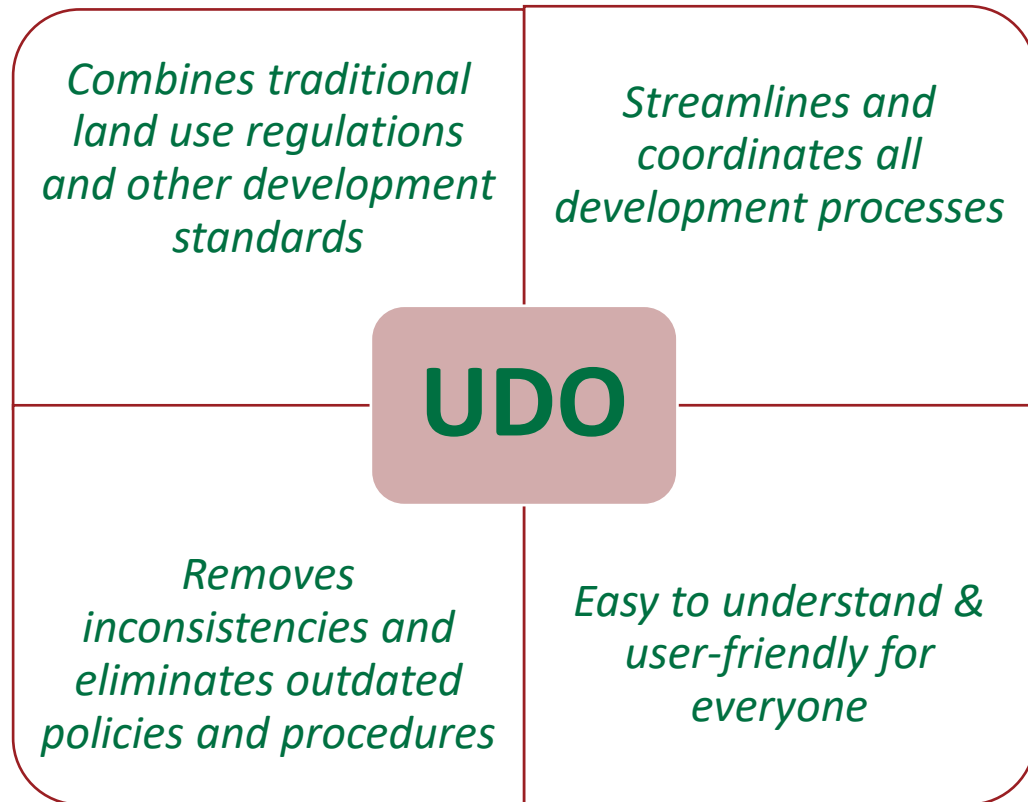 Combines traditional
land use regulations
and other development
standards
Streamlines and
coordinates all
development processes
UDO
Removes
inconsistencies and
eliminates outdated
policies and procedures
Easy to understand &
user-friendly for
everyone